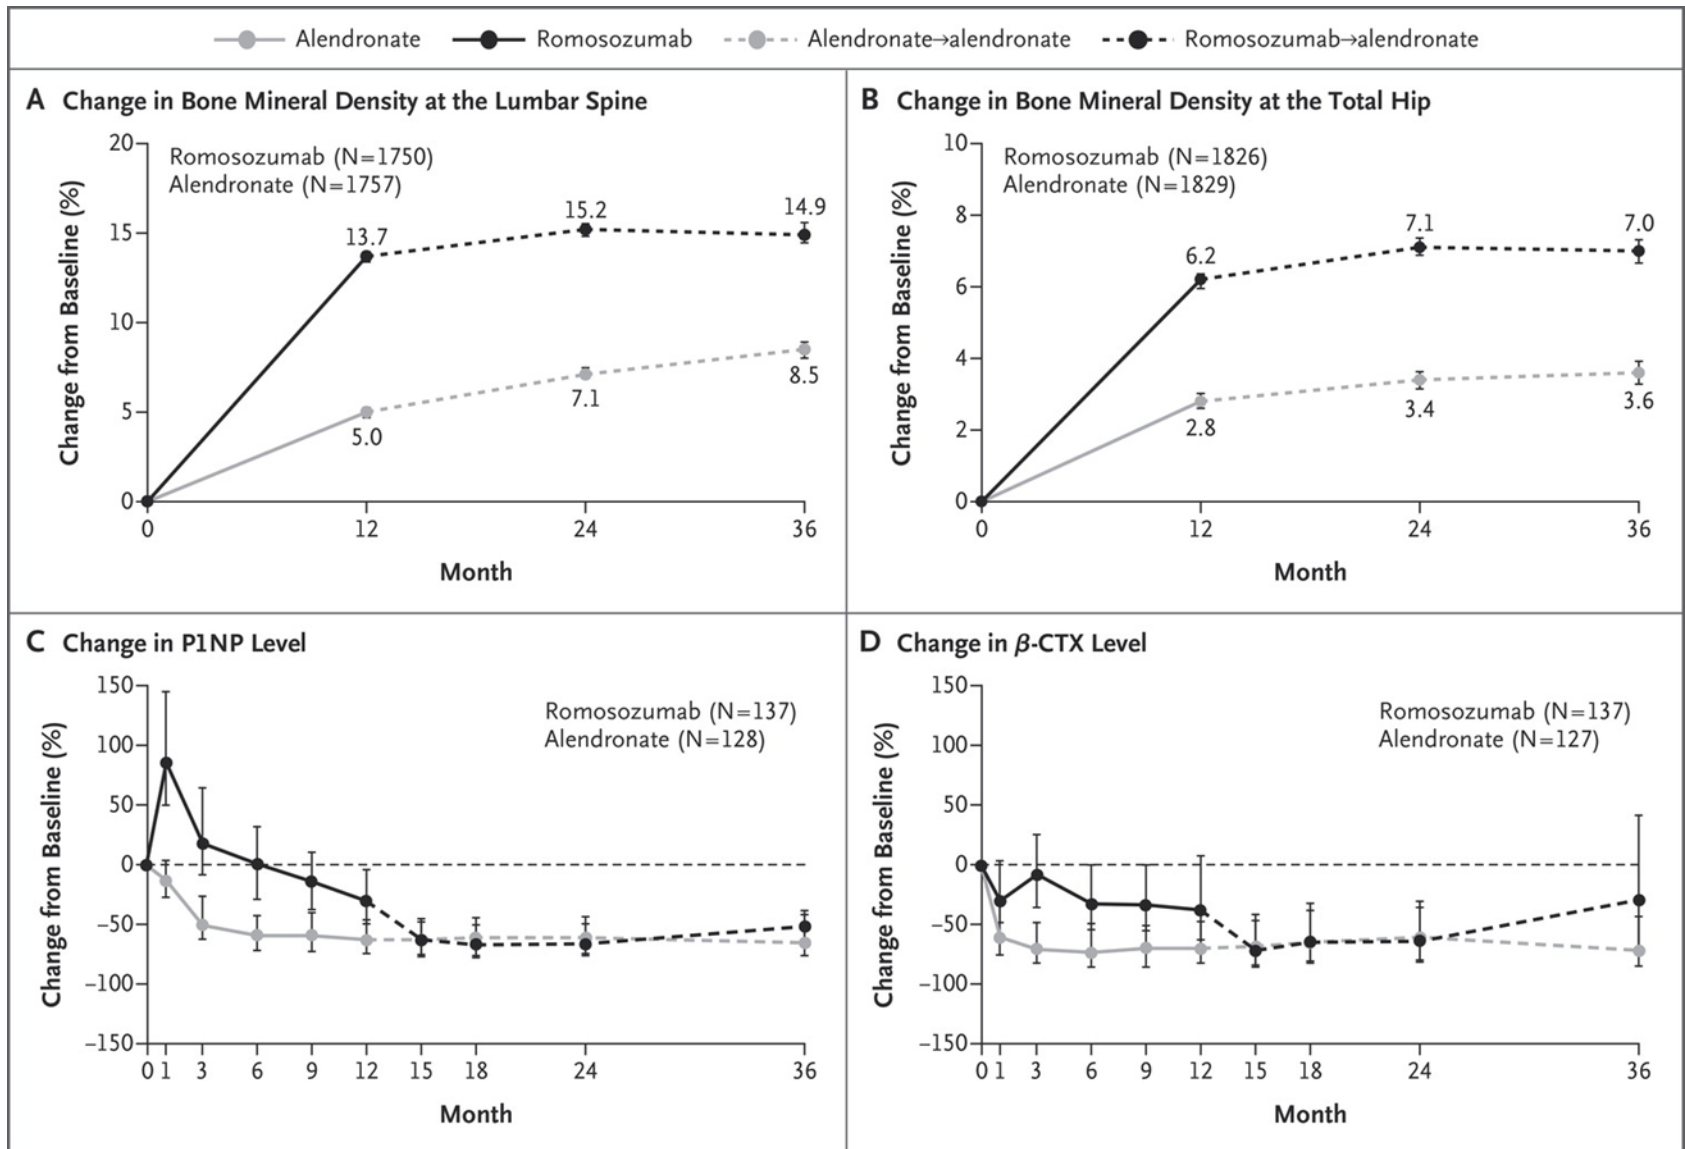 Alendronate Romosozumab Alendronate→alendronate Romosozumab→alendronate
A Change in Bone Mineral Density at the Lumbar Spine
Change from Baseline (%)
20
15
10
5
0
Romosozumab (N=1750)
Alendronate (N=1757)
13.7 15.2 14.9
5.0 7.1 8.5
0 12 24 36
Month
B Change in Bone Mineral Density at the Total Hip
Change from Baseline (%)
10
8
6
4
2
0
Romosozumab (N=1826)
Alendronate (N=1829)
6.2 7.1 7.0
2.8 3.4 3.6
0 12 24 36
Month
C Change in P1NP Level
Change from Baseline (%)
150
100
50
0
–50
–100
–150
Romosozumab (N=137)
Alendronate (N=128)
0 1 3 6 9 12 15 18 24 36
Month
D Change in β-CTX Level
Change from Baseline (%)
150
100
50
0
–50
–100
–150
Romosozumab (N=137)
Alendronate (N=127)
0 1 3 6 9 12 15 18 24 36
Month